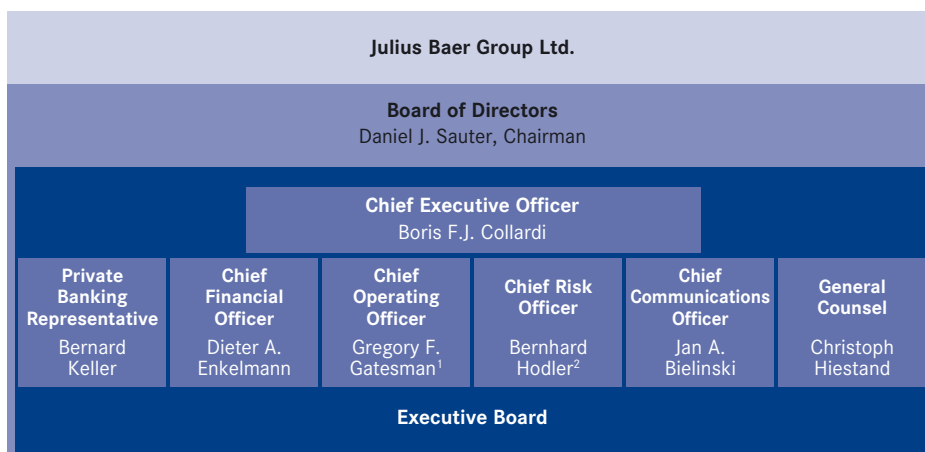 Julius Baer Group Ltd.
Board of Directors
Daniel J. Sauter, Chairman
Chief Executive Officer
Boris F.J. Collardi
Private
Banking
Representative
Bernard
Keller
Chief
Financial
Officer
Dieter A.
Enkelmann
Chief
Operating
Officer
Gregory F.
Gatesman¹
Chief Risk
Officer
Bernhard
Hodler²
Chief
Communications
Officer
Jan A.
Bielinski
General
Counsel
Christoph
Hiestand
Executive Board